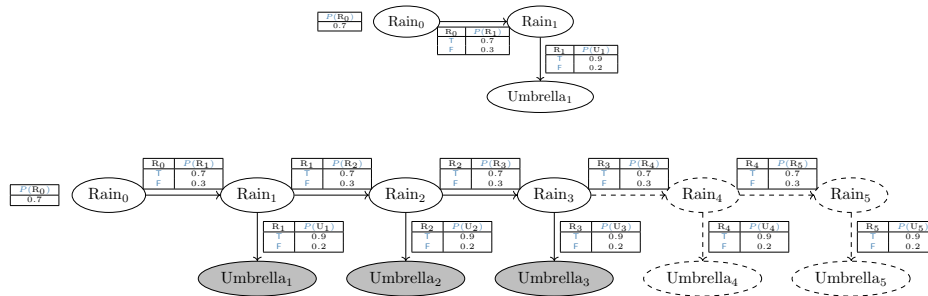 P(R₀)
0.7
Rain₀
Rain₁
R₀ P(R₁)
T 0.7
F 0.3
R₁ P(U₁)
T 0.9
F 0.2
Umbrella₁
R₀ P(R₁)
T 0.7
F 0.3
R₁ P(R₂)
T 0.7
F 0.3
R₂ P(R₃)
T 0.7
F 0.3
R₃ P(R₄)
T 0.7
F 0.3
R₄ P(R₅)
T 0.7
F 0.3
P(R₀)
0.7
Rain₀
Rain₁
Rain₂
Rain₃
Rain₄
Rain₅
R₁ P(U₁)
T 0.9
F 0.2
R₂ P(U₂)
T 0.9
F 0.2
R₃ P(U₃)
T 0.9
F 0.2
R₄ P(U₄)
T 0.9
F 0.2
R₅ P(U₅)
T 0.9
F 0.2
Umbrella₁
Umbrella₂
Umbrella₃
Umbrella₄
Umbrella₅